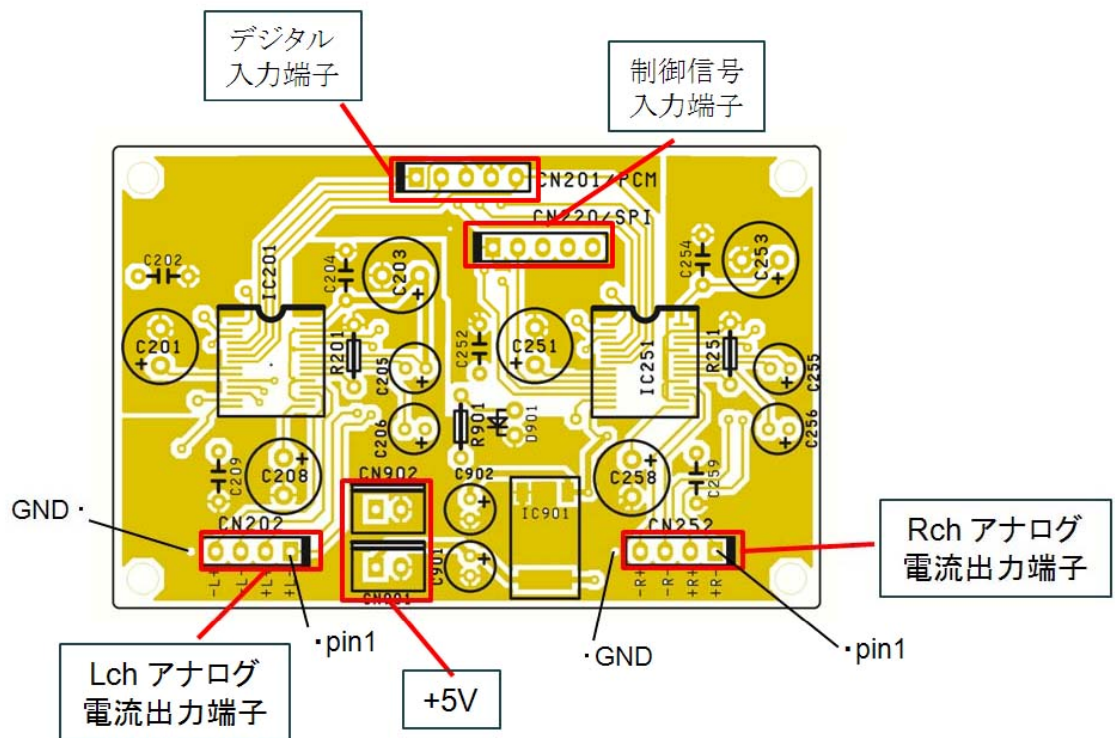 デジタル
入力端子
制御信号
入力端子
CN201/PCM
CN220/SPI
C202
IC201
C204
C203
C254
C253
C201
R201
C205
C252
C251
IC251
R251
C255
C206
R901
D901
C256
C209
C208
CN902
C902
IC901
C258
C259
GND・
CN202
CN252
Rch アナログ
電流出力端子
C901
CN901
-L+
-L-
+L+
+L-
-R+
-R-
+R+
+R-
・pin1
・GND
・pin1
Lch アナログ
電流出力端子
+5V